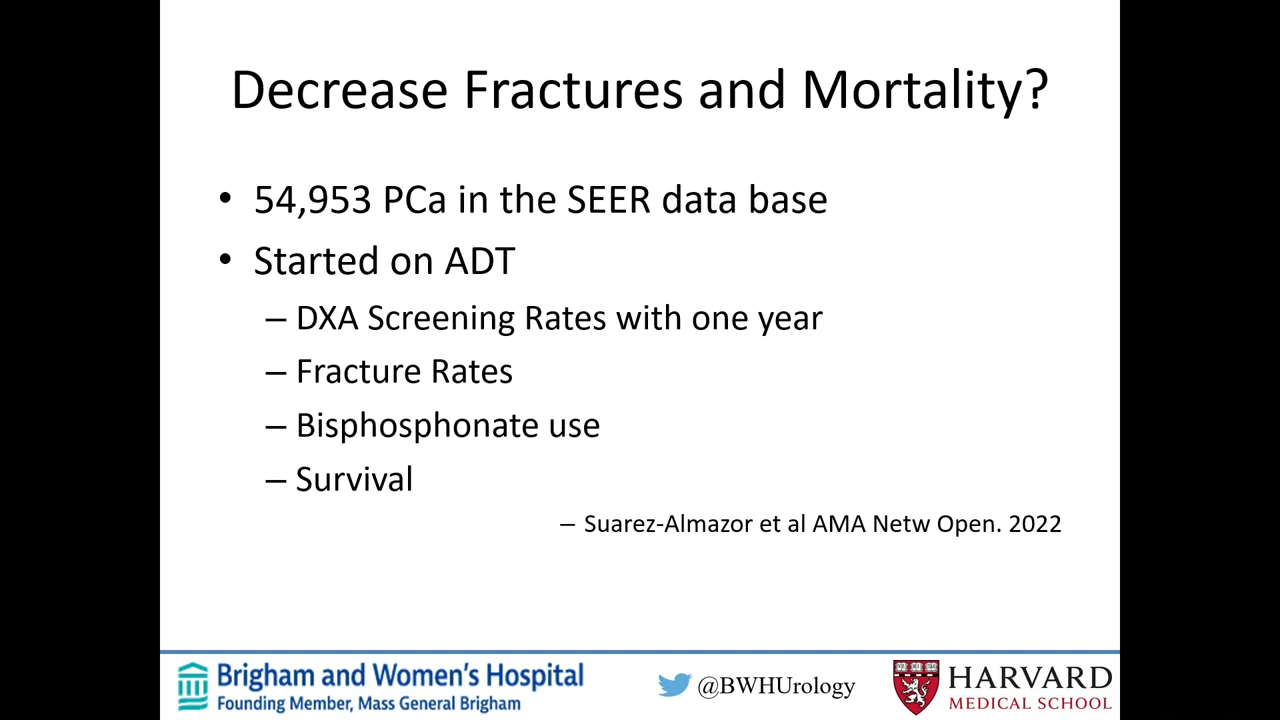 Decrease Fractures and Mortality?
• 54,953 PCa in the SEER data base
• Started on ADT
– DXA Screening Rates with one year
– Fracture Rates
– Bisphosphonate use
– Survival
– Suarez-Almazor et al AMA Netw Open. 2022
Brigham and Women's Hospital
Founding Member, Mass General Brigham
@BWHUrology
HARVARD
MEDICAL SCHOOL